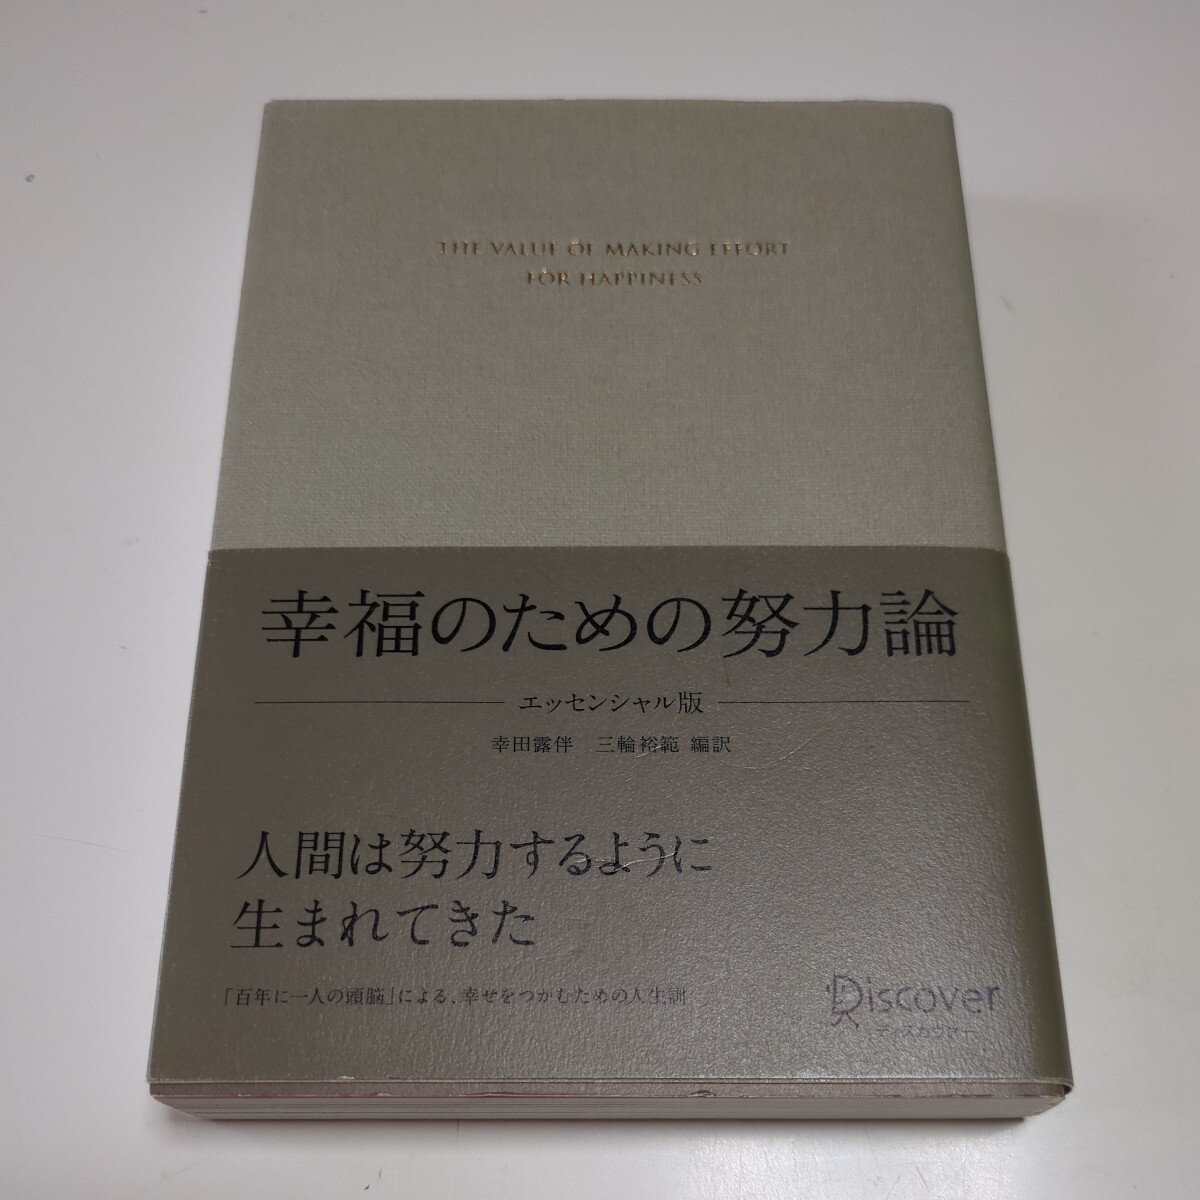 THE VALUE OF MAKING EFFORT
FOR HAPPINESS
幸福のための努力論
エッセンシャル版
幸田露伴　三輪裕範 編訳
人間は努力するように
生まれてきた
「百年に一人の頭脳」による、幸せをつかむための人生訓
Discover
ディスカヴァー